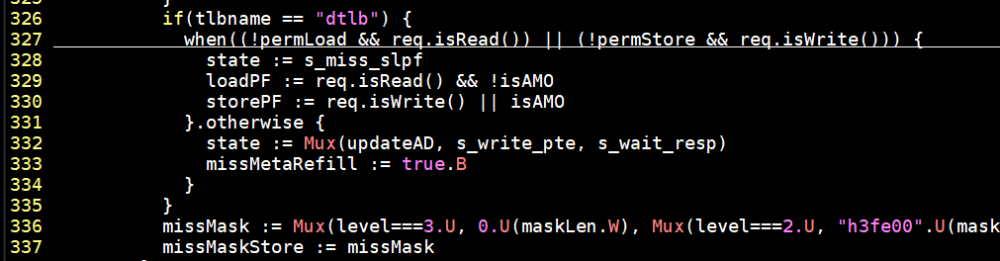 326 if(tlbname == "dtlb") {
327 when((!permLoad && req.isRead()) || (!permStore && req.isWrite())) {
328 state := s_miss_slpf
329 loadPF := req.isRead() && !isAMO
330 storePF := req.isWrite() || isAMO
331 }.otherwise {
332 state := Mux(updateAD, s_write_pte, s_wait_resp)
333 missMetaRefill := true.B
334 }
335 }
336 missMask := Mux(level===3.U, 0.U(maskLen.W), Mux(level===2.U, "h3fe00".U(mask
337 missMaskStore := missMask